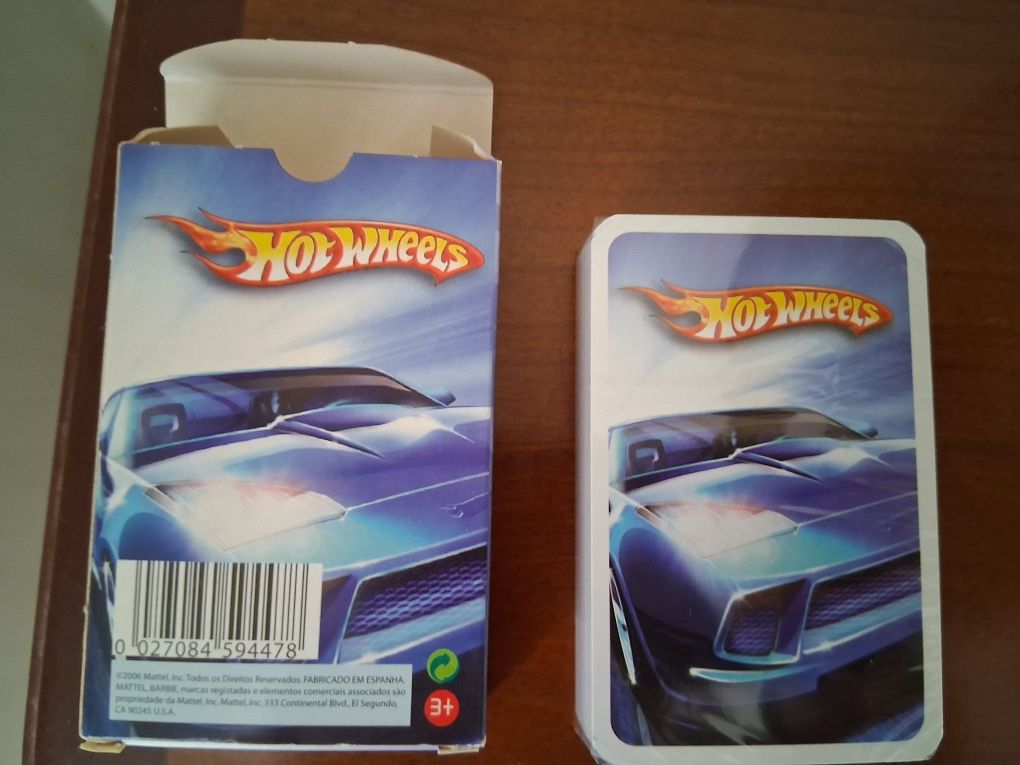 HOT WHEELS
0 027084 594478
©2006 Mattel, Inc. Todos os Direitos Reservados. FABRICADO EM ESPANHA.
MATTEL, BARBIE, marcas registadas e elementos comerciais associados são
propriedade da Mattel, Inc. Mattel, Inc. 333 Continental Blvd., El Segundo,
CA 90245 U.S.A.
3+
HOT WHEELS